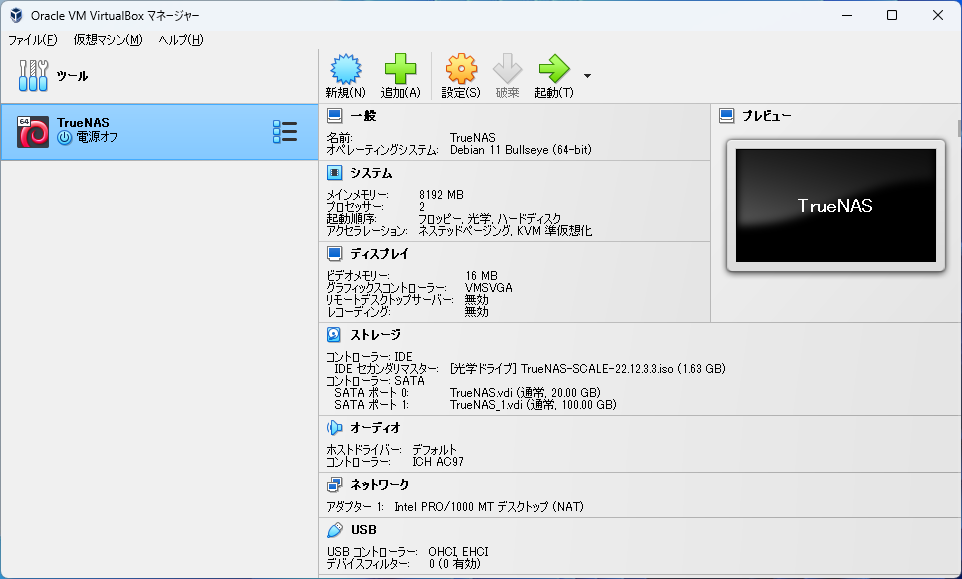 Oracle VM VirtualBox マネージャー
ファイル(F) 仮想マシン(M) ヘルプ(H)
ツール
新規(N) 追加(A) 設定(S) 破棄 起動(T)
64
TrueNAS
電源オフ
一般
名前: TrueNAS
オペレーティングシステム: Debian 11 Bullseye (64-bit)
システム
メインメモリー: 8192 MB
プロセッサー: 2
起動順序: フロッピー, 光学, ハードディスク
アクセラレーション: ネステッドページング, KVM 準仮想化
ディスプレイ
ビデオメモリー: 16 MB
グラフィックスコントローラー: VMSVGA
リモートデスクトップサーバー: 無効
レコーディング: 無効
プレビュー
TrueNAS
ストレージ
コントローラー: IDE
IDE セカンダリマスター: [光学ドライブ] TrueNAS-SCALE-22.12.3.3.iso (1.63 GB)
コントローラー: SATA
SATA ポート 0: TrueNAS.vdi (通常, 20.00 GB)
SATA ポート 1: TrueNAS_1.vdi (通常, 100.00 GB)
オーディオ
ホストドライバー: デフォルト
コントローラー: ICH AC97
ネットワーク
アダプター 1: Intel PRO/1000 MT デスクトップ (NAT)
USB
USB コントローラー: OHCI, EHCI
デバイスフィルター: 0 (0 有効)